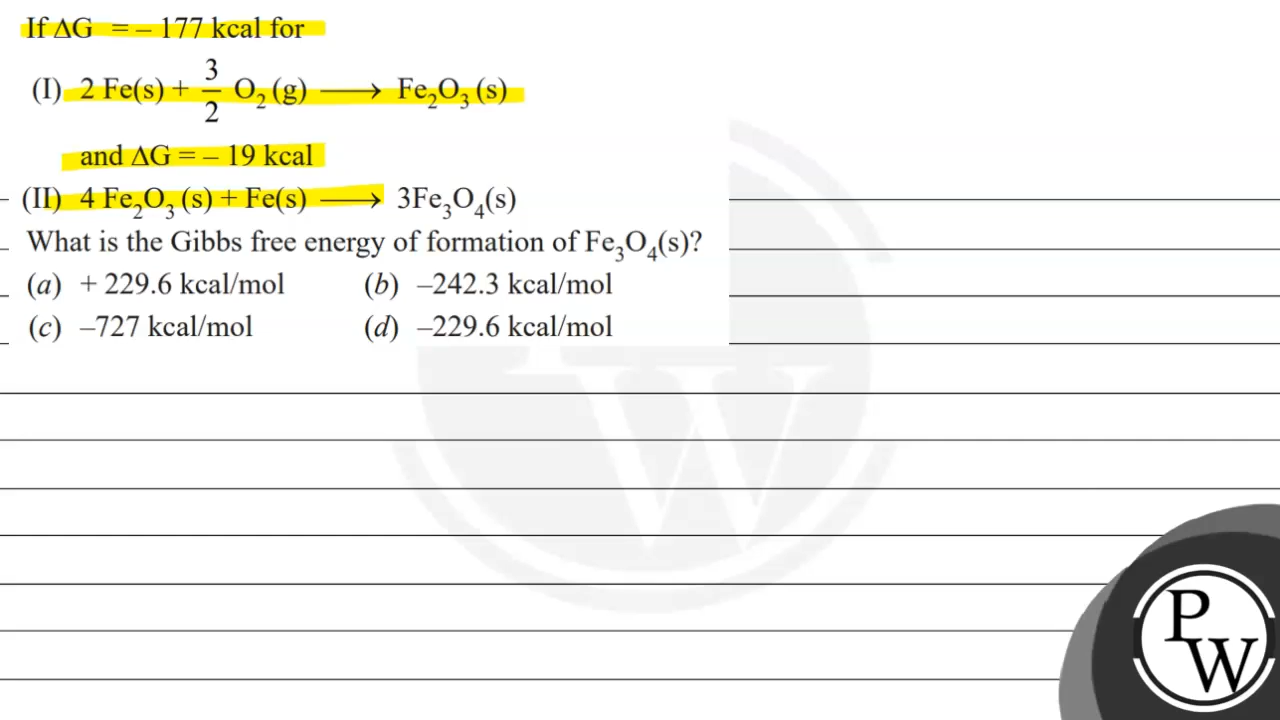 If ΔG = – 177 kcal for
(I) 2 Fe(s) + 3/2 O₂ (g) ⟶ Fe₂O₃ (s)
and ΔG = – 19 kcal
(II) 4 Fe₂O₃ (s) + Fe(s) ⟶ 3Fe₃O₄(s)
What is the Gibbs free energy of formation of Fe₃O₄(s)?
(a) + 229.6 kcal/mol (b) –242.3 kcal/mol
(c) –727 kcal/mol (d) –229.6 kcal/mol
W
P
W